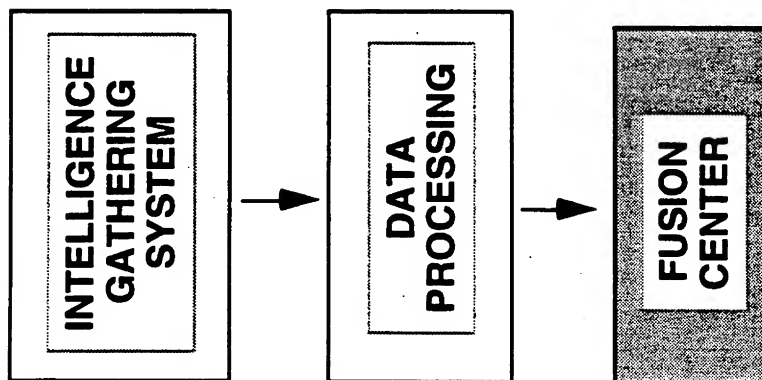 INTELLIGENCE
GATHERING
SYSTEM
DATA
PROCESSING
FUSION
CENTER